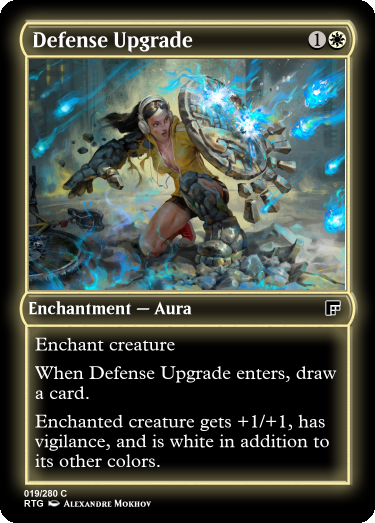 Defense Upgrade 1
Enchantment — Aura
Enchant creature
When Defense Upgrade enters, draw
a card.
Enchanted creature gets +1/+1, has
vigilance, and is white in addition to
its other colors.
019/280 C
RTG Alexandre Mokhov